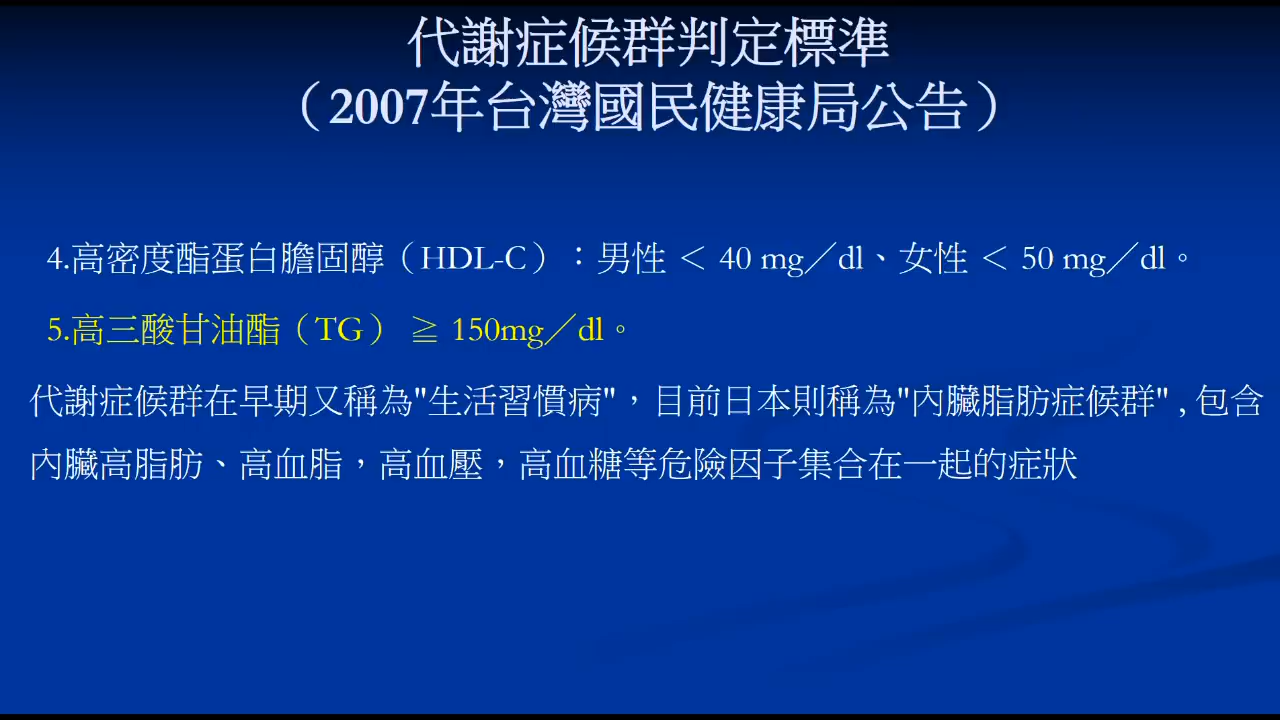 代謝症候群判定標準
（2007年台灣國民健康局公告）
4.高密度酯蛋白膽固醇（HDL-C）：男性 ＜ 40 mg／dl、女性 ＜ 50 mg／dl。
5.高三酸甘油酯（TG） ≧ 150mg／dl。
代謝症候群在早期又稱為"生活習慣病"，目前日本則稱為"內臟脂肪症候群" , 包含
內臟高脂肪、高血脂，高血壓，高血糖等危險因子集合在一起的症狀